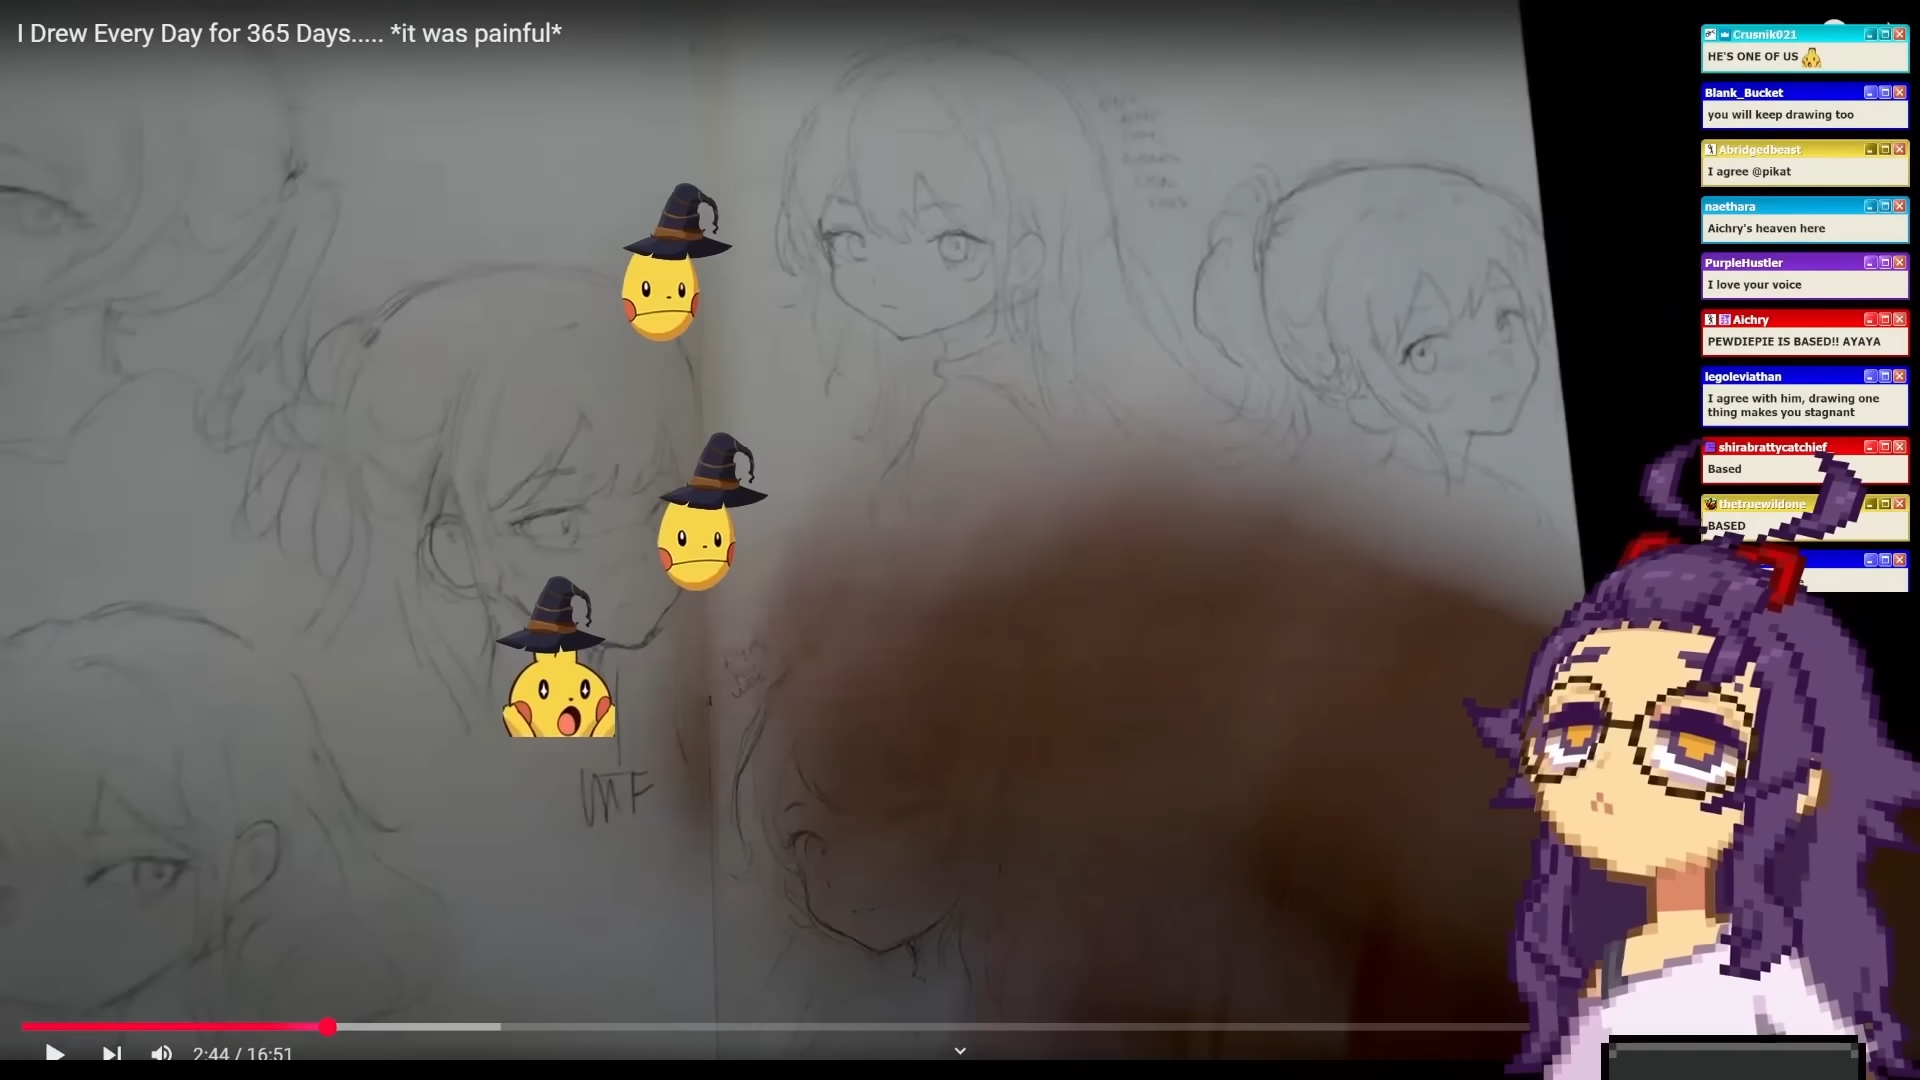 I Drew Every Day for 365 Days..... *it was painful*
Crusnik021
HE'S ONE OF US
Blank_Bucket
you will keep drawing too
Abridgedbeast
I agree @pikat
naethara
Aichry's heaven here
PurpleHustler
I love your voice
Aichry
PEWDIEPIE IS BASED!! AYAYA
legoleviathan
I agree with him, drawing one
thing makes you stagnant
shirabrattycatchief_
Based
thetruewildone
BASED
WTF
2:44 / 16:51